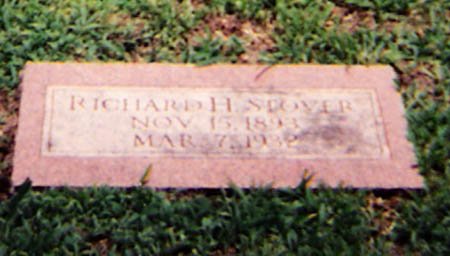 RICHARD H. STOVER
NOV. 15, 1893
MAR. 7, 1932